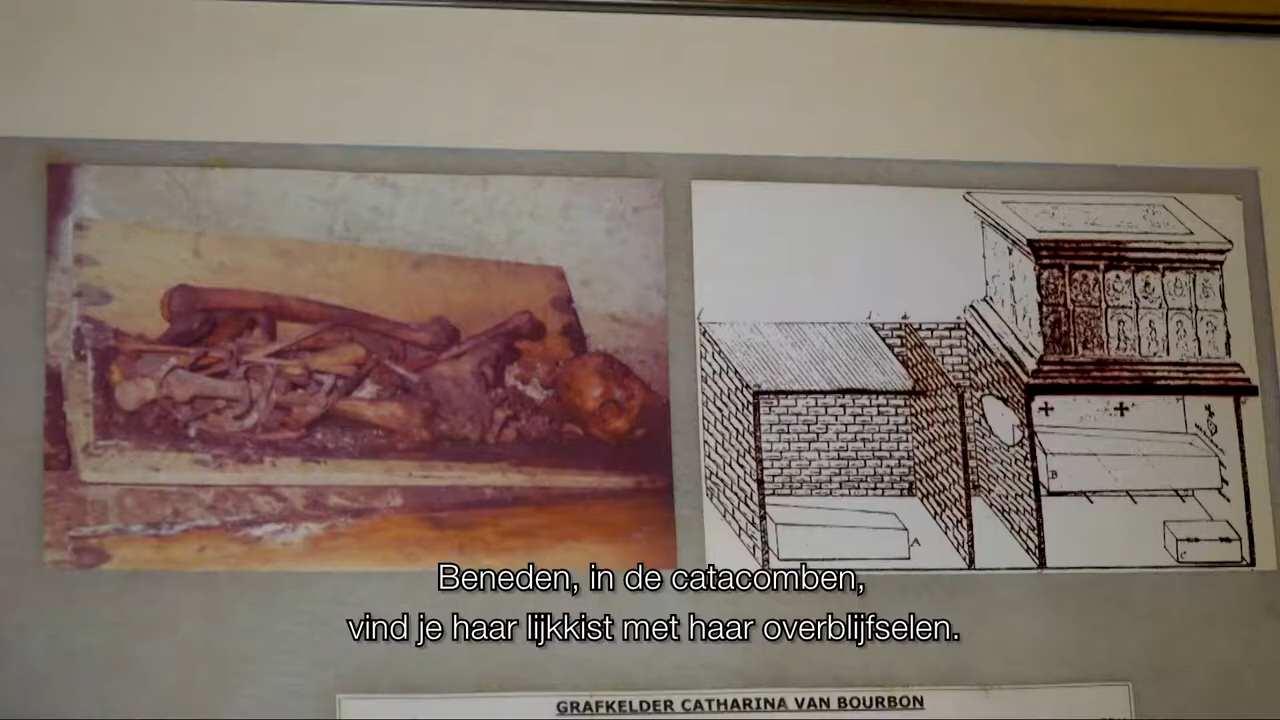 B
A
C
Beneden, in de catacomben,
vind je haar lijkkist met haar overblijfselen.
GRAFKELDER CATHARINA VAN BOURBON